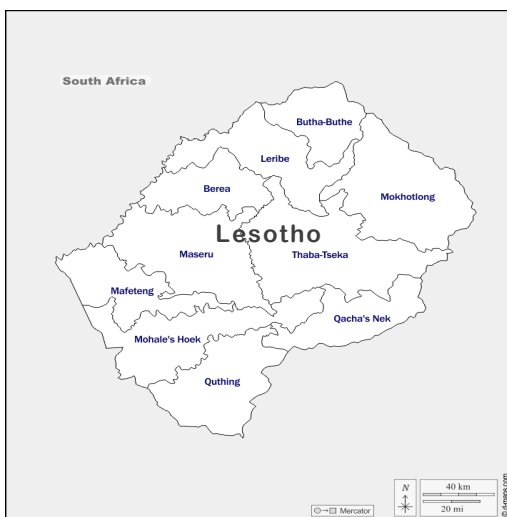 South Africa
Butha-Buthe
Leribe
Berea
Mokhotlong
Lesotho
Maseru
Thaba-Tseka
Mafeteng
Qacha's Nek
Mohale's Hoek
Quthing
N
40 km
20 mi
Mercator
© d-maps.com